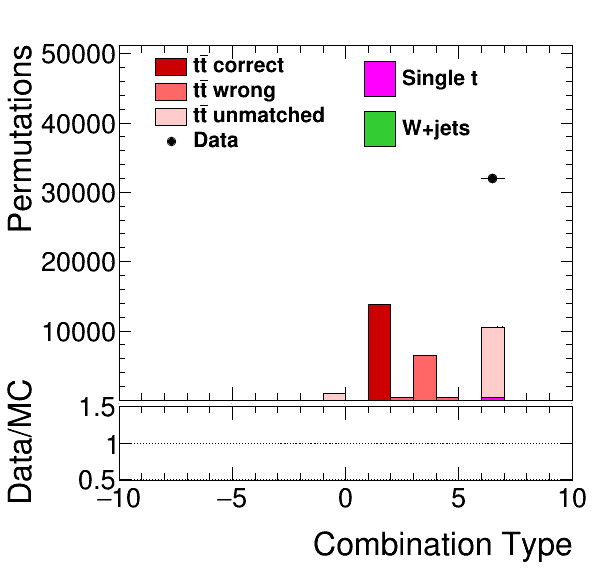 50000
40000
30000
20000
10000
Permutations
tt̄ correct
tt̄ wrong
tt̄ unmatched
Data
Single t
W+jets
1.5
1
0.5
Data/MC
−10 −5 0 5 10
Combination Type